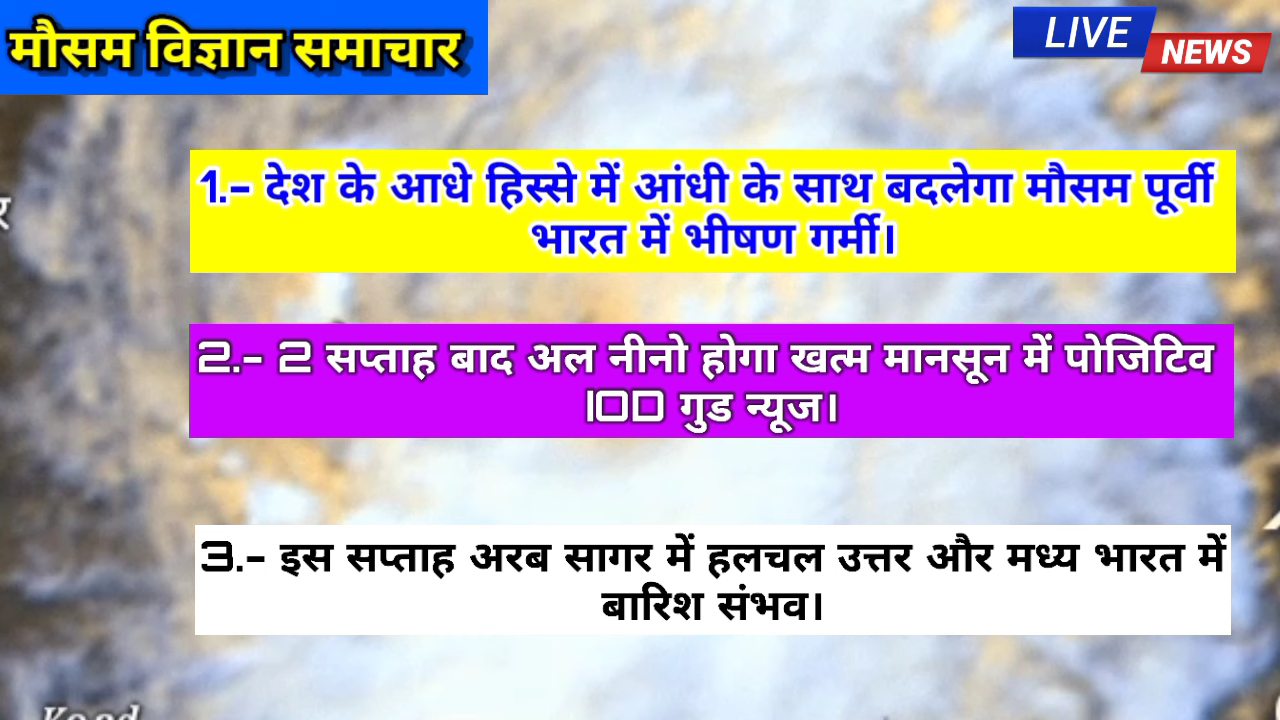 मौसम विज्ञान समाचार
LIVE
NEWS
1.- देश के आधे हिस्से में आंधी के साथ बदलेगा मौसम पूर्वी
भारत में भीषण गर्मी।
र
2.- 2 सप्ताह बाद अल नीनो होगा खत्म मानसून में पोजिटिव
IOD गुड न्यूज।
3.- इस सप्ताह अरब सागर में हलचल उत्तर और मध्य भारत में
बारिश संभव।